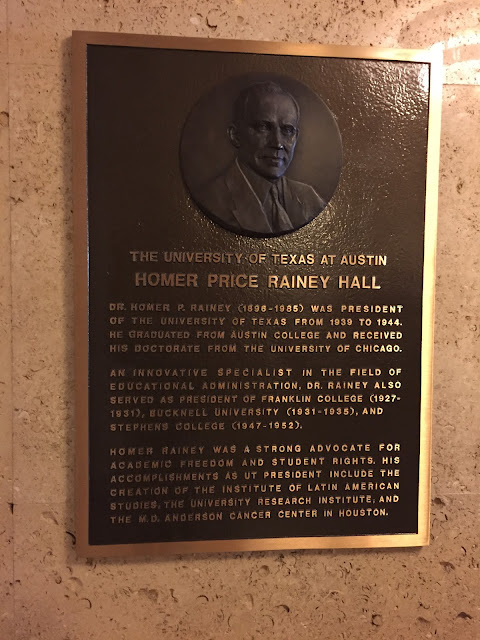 THE UNIVERSITY OF TEXAS AT AUSTIN
HOMER PRICE RAINEY HALL
DR. HOMER P. RAINEY (1896-1985) WAS PRESIDENT
OF THE UNIVERSITY OF TEXAS FROM 1939 TO 1944.
HE GRADUATED FROM AUSTIN COLLEGE AND RECEIVED
HIS DOCTORATE FROM THE UNIVERSITY OF CHICAGO.
AN INNOVATIVE SPECIALIST IN THE FIELD OF
EDUCATIONAL ADMINISTRATION, DR. RAINEY ALSO
SERVED AS PRESIDENT OF FRANKLIN COLLEGE (1927-
1931), BUCKNELL UNIVERSITY (1931-1935), AND
STEPHENS COLLEGE (1947-1952).
HOMER RAINEY WAS A STRONG ADVOCATE FOR
ACADEMIC FREEDOM AND STUDENT RIGHTS. HIS
ACCOMPLISHMENTS AS UT PRESIDENT INCLUDE THE
CREATION OF THE INSTITUTE OF LATIN AMERICAN
STUDIES, THE UNIVERSITY RESEARCH INSTITUTE, AND
THE M.D. ANDERSON CANCER CENTER IN HOUSTON.